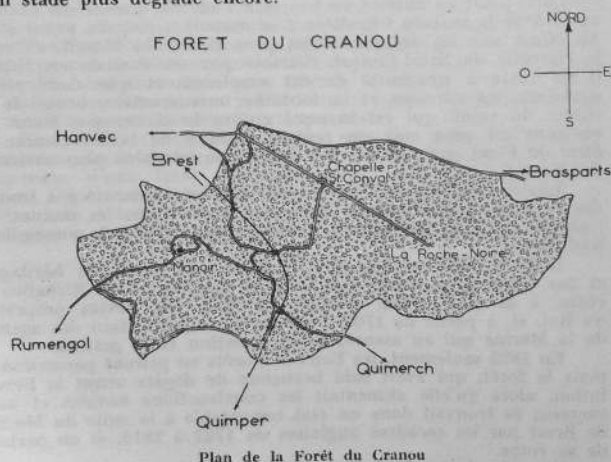 stade plus dégradé encore.
FORET DU CRANOU
NORD
O
E
S
Hanvec
Brest
Chapelle
St Conval
Brasparts
La Roche-Noire
Manoir
Rumengol
Quimerch
Quimper
Plan de la Forêt du Cranou